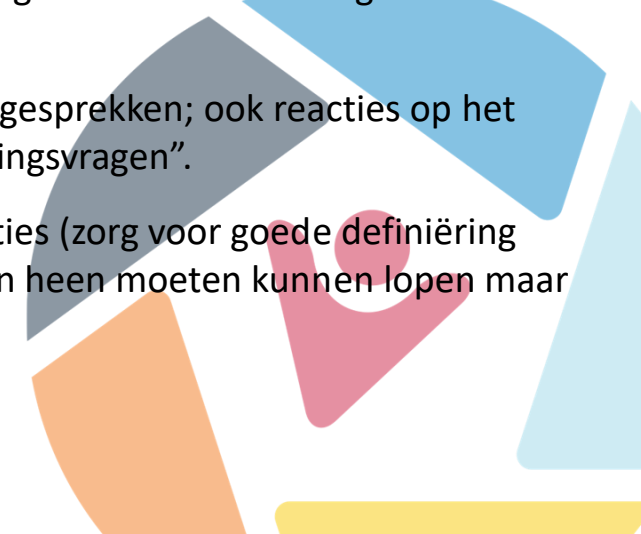 gesprekken; ook reacties op het
ingsvragen”.
ties (zorg voor goede definiëring
n heen moeten kunnen lopen maar